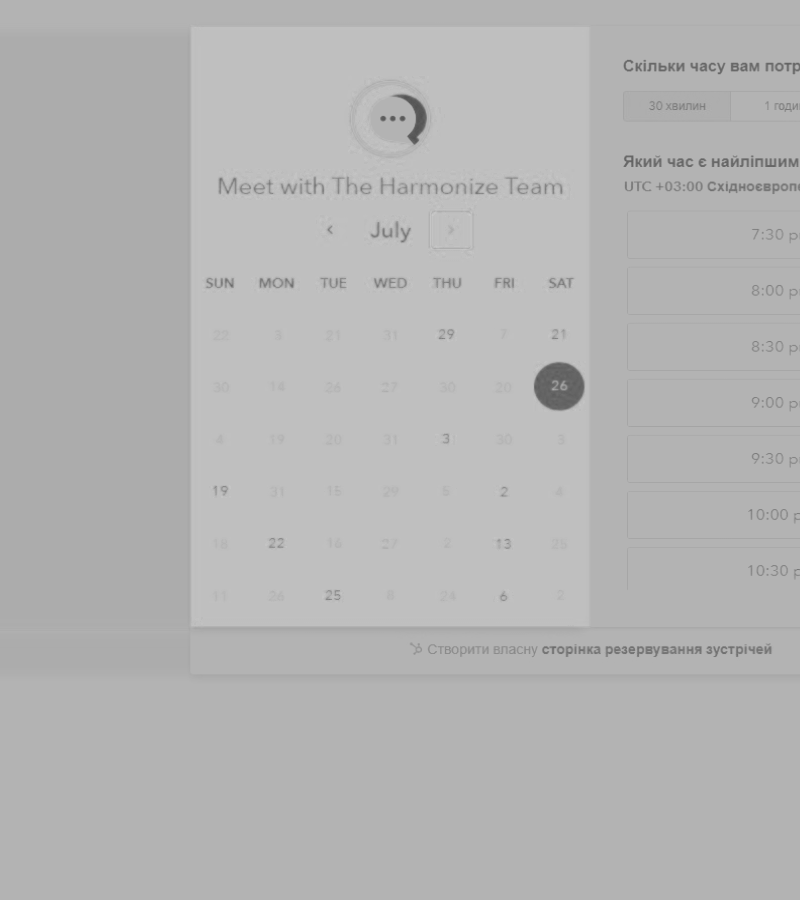 Meet with The Harmonize Team
July
SUN MON TUE WED THU FRI SAT
22 3 21 31 29 7 21
30 14 26 27 30 20 26
4 19 20 31 3 30 3
19 31 15 29 5 2 4
18 22 16 27 2 13 25
11 26 25 8 24 6 2
Скільки часу вам
30 хвилин 1
Який час є найліпшим
UTC +03:00
7:30
8:00
8:30
9:00
9:30
10:00
10:30
Створити власну сторінка резервування зустрічей